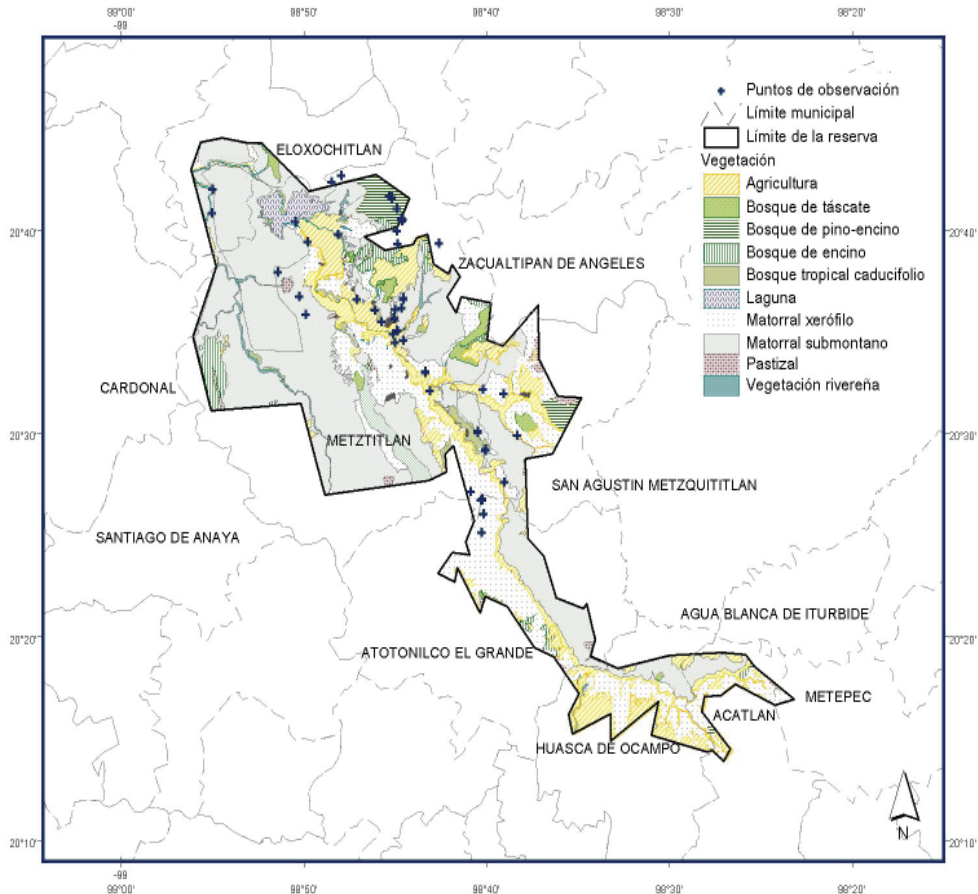 99°00'
-99
98°50'
98°40'
98°30'
98°20'
Puntos de observación
Límite municipal
Límite de la reserva
Vegetación
Agricultura
Bosque de táscate
Bosque de pino-encino
Bosque de encino
Bosque tropical caducifolio
Laguna
Matorral xerófilo
Matorral submontano
Pastizal
Vegetación rivereña
ELOXOCHITLAN
20°40'
20°40'
ZACUALTIPAN DE ANGELES
CARDONAL
20°30'
20°30'
METZTITLAN
SAN AGUSTIN METZQUITITLAN
SANTIAGO DE ANAYA
AGUA BLANCA DE ITURBIDE
20°20'
20°20'
ATOTONILCO EL GRANDE
METEPEC
ACATLAN
HUASCA DE OCAMPO
N
20°10'
20°10'
-99
99°00'
98°50'
98°40'
98°30'
98°20'